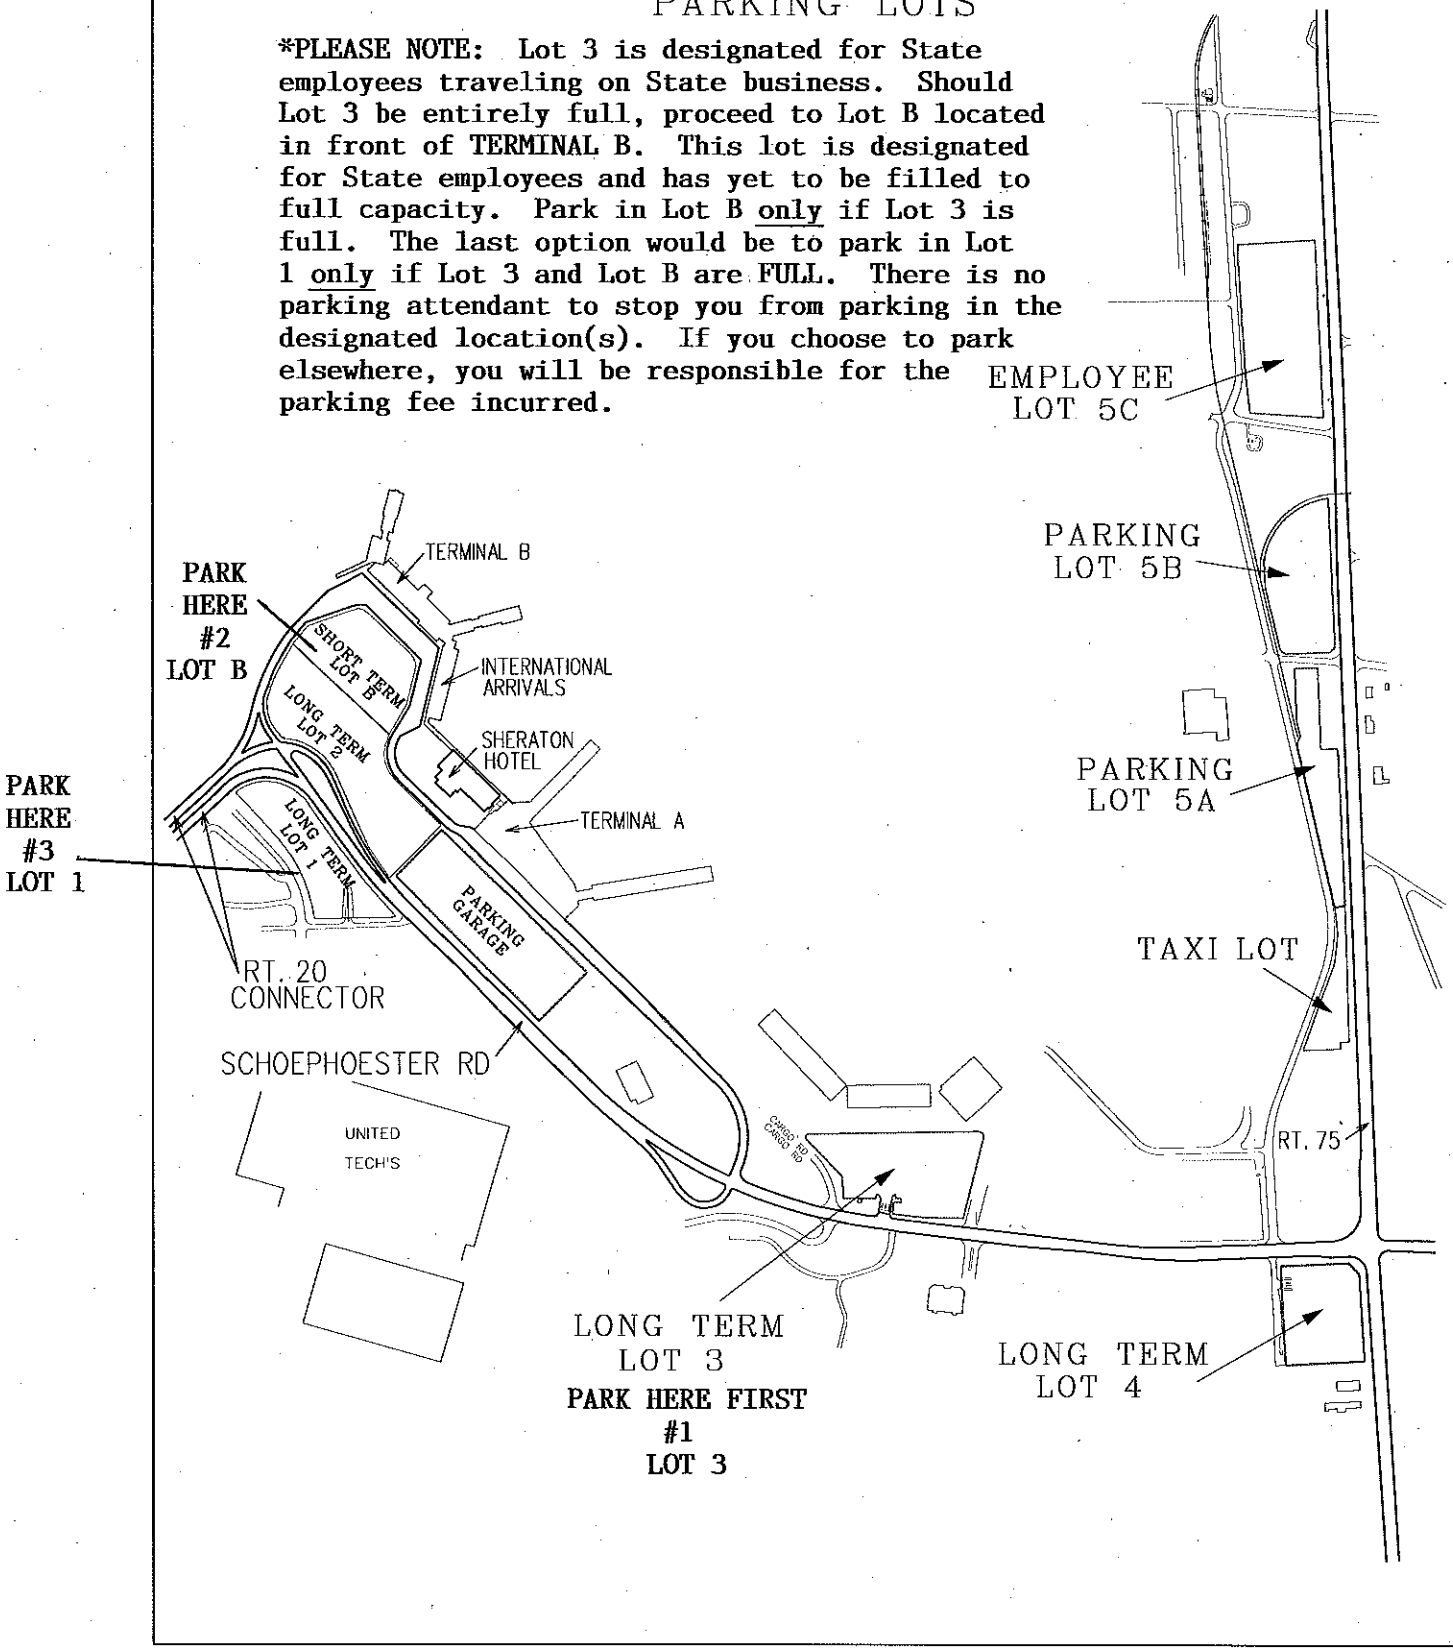 PARKING LOTS
*PLEASE NOTE: Lot 3 is designated for State
employees traveling on State business. Should
Lot 3 be entirely full, proceed to Lot B located
in front of TERMINAL B. This lot is designated
for State employees and has yet to be filled to
full capacity. Park in Lot B only if Lot 3 is
full. The last option would be to park in Lot
1 only if Lot 3 and Lot B are FULL. There is no
parking attendant to stop you from parking in the
designated location(s). If you choose to park
elsewhere, you will be responsible for the
parking fee incurred.
EMPLOYEE
LOT 5C
PARKING
LOT 5B
TERMINAL B
PARK
HERE
#2
LOT B
SHORT TERM
LOT B
INTERNATIONAL
ARRIVALS
LONG TERM
LOT 2
SHERATON
HOTEL
PARKING
LOT 5A
PARK
HERE
#3
LOT 1
LONG TERM
LOT 1
TERMINAL A
PARKING
GARAGE
TAXI LOT
RT. 20
CONNECTOR
SCHOEPHOESTER RD
UNITED
TECH'S
CARGO RD
CARGO RD
RT. 75
LONG TERM
LOT 3
PARK HERE FIRST
#1
LOT 3
LONG TERM
LOT 4